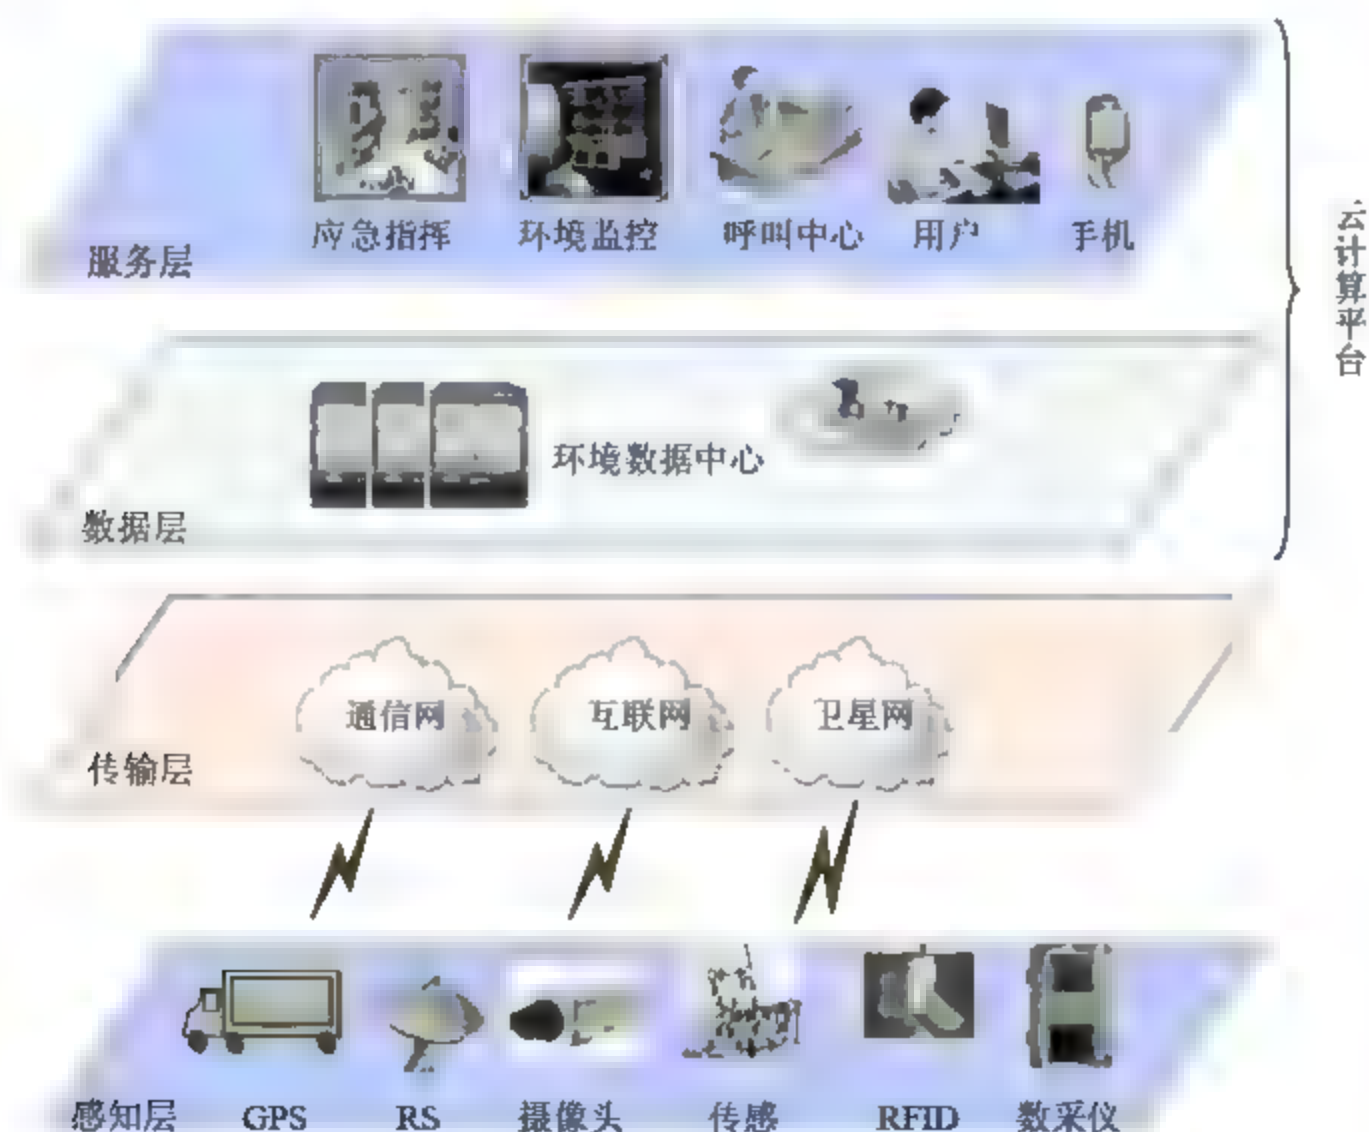 应急指挥 环境监控 呼叫中心 用户 手机
服务层
云计算平台
环境数据中心
数据层
通信网 互联网 卫星网
传输层
感知层 GPS RS 摄像头 传感 RFID 数采仪